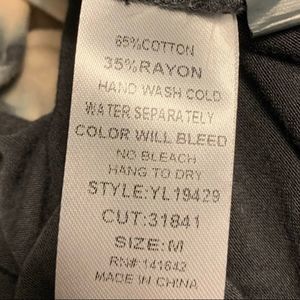 65%COTTON
35%RAYON
HAND WASH COLD
WATER SEPARATELY
COLOR WILL BLEED
NO BLEACH
HANG TO DRY
STYLE:YL19429
CUT:31841
SIZE:M
RN#:141642
MADE IN CHINA